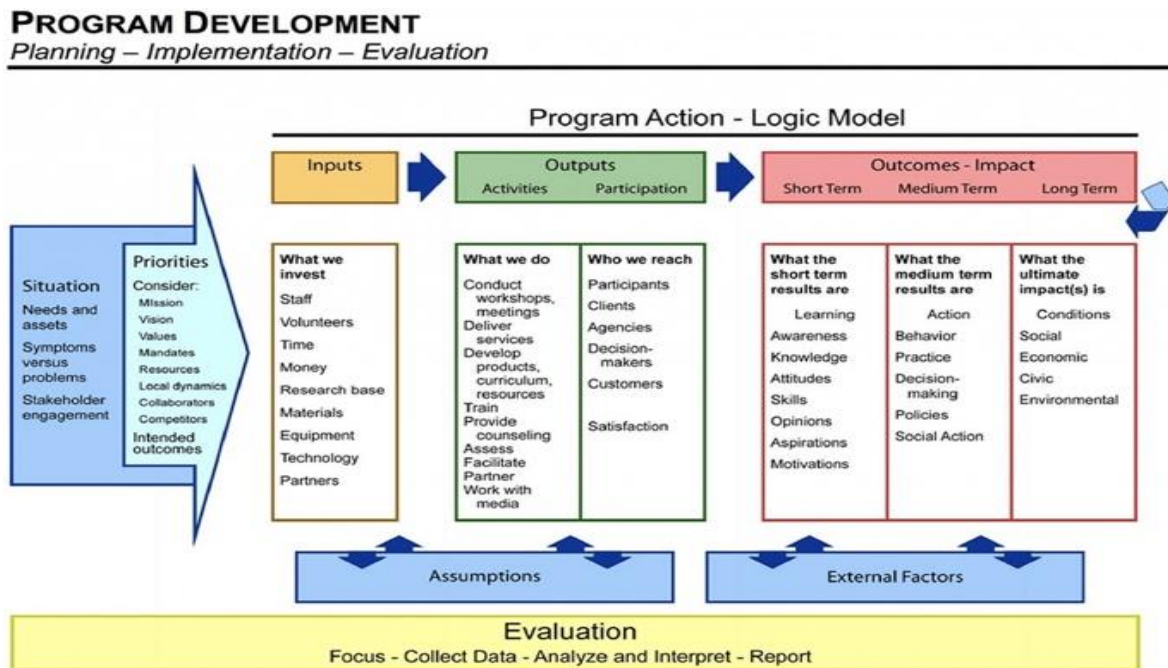 PROGRAM DEVELOPMENT
Planning – Implementation – Evaluation
Program Action - Logic Model
Inputs
Outputs
Activities Participation
Outcomes - Impact
Short Term Medium Term Long Term
Situation
Needs and
assets
Symptoms
versus
problems
Stakeholder
engagement
Priorities
Consider:
MIssion
Vision
Values
Mandates
Resources
Local dynamics
Collaborators
Competitors
Intended
outcomes
What we
invest
Staff
Volunteers
Time
Money
Research base
Materials
Equipment
Technology
Partners
What we do
Conduct
workshops,
meetings
Deliver
services
Develop
products,
curriculum,
resources
Train
Provide
counseling
Assess
Facilitate
Partner
Work with
media
Who we reach
Participants
Clients
Agencies
Decision-
makers
Customers
Satisfaction
What the
short term
results are
Learning
Awareness
Knowledge
Attitudes
Skills
Opinions
Aspirations
Motivations
What the
medium term
results are
Action
Behavior
Practice
Decision-
making
Policies
Social Action
What the
ultimate
impact(s) is
Conditions
Social
Economic
Civic
Environmental
Assumptions
External Factors
Evaluation
Focus - Collect Data - Analyze and Interpret - Report